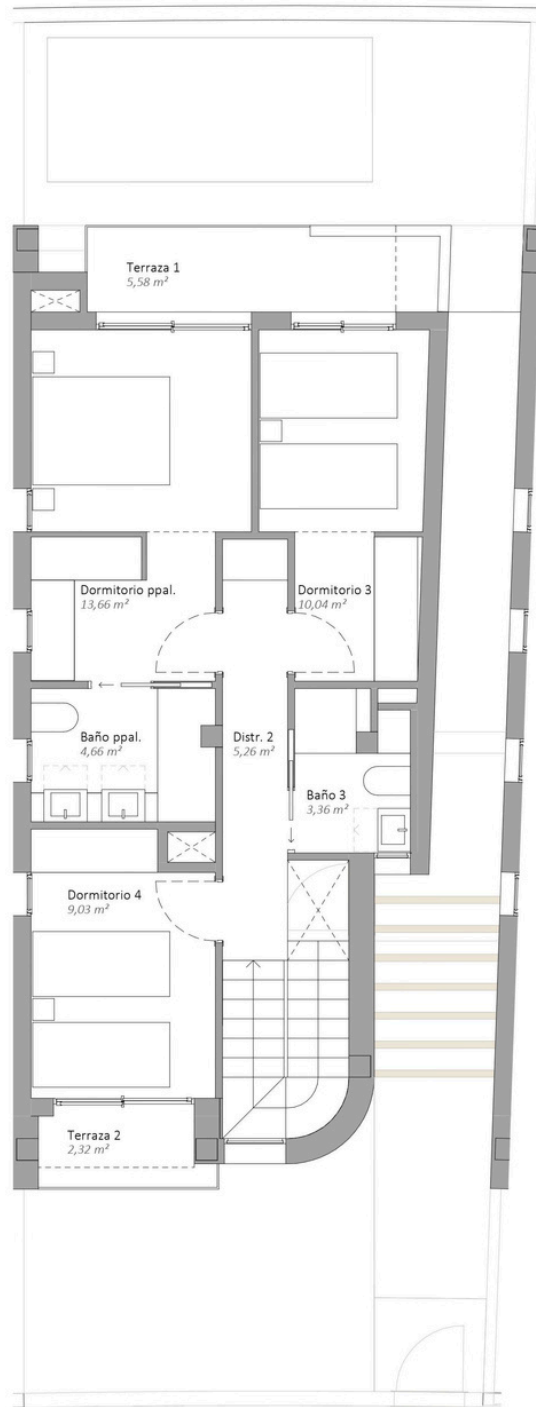 Terraza 1
5,58 m²
Dormitorio ppal.
13,66 m²
Dormitorio 3
10,04 m²
Baño ppal.
4,66 m²
Distr. 2
5,26 m²
Baño 3
3,36 m²
Dormitorio 4
9,03 m²
Terraza 2
2,32 m²